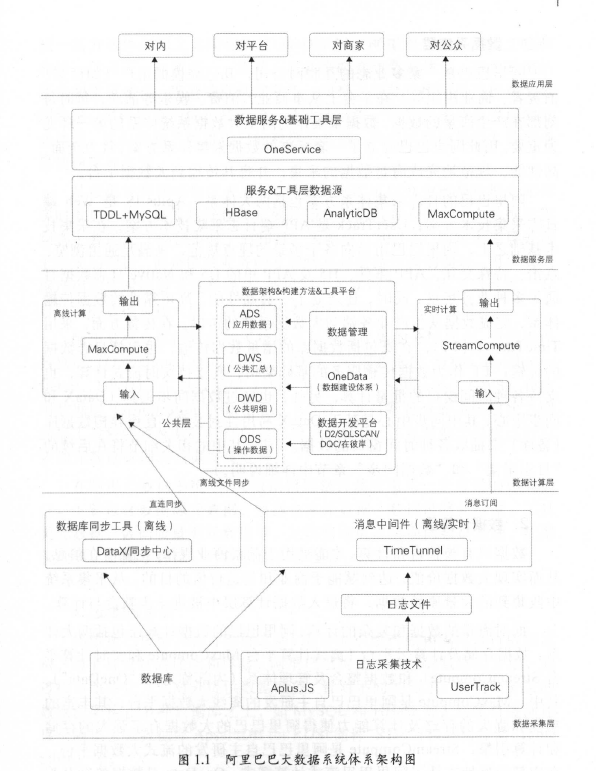 对内 对平台 对商家 对公众
数据应用层
数据服务&基础工具层
OneService
服务&工具层数据源
TDDL+MySQL HBase AnalyticDB MaxCompute
数据服务层
数据架构&构建方法&工具平台
离线计算
输出
MaxCompute
输入
ADS
(应用数据)
DWS
(公共汇总)
DWD
(公共明细)
ODS
(操作数据)
公共层
数据管理
OneData
(数据建设体系)
数据开发平台
(D2/SQLSCAN/
DQC/在彼岸)
实时计算
输出
StreamCompute
输入
离线文件同步
数据计算层
直连同步
消息订阅
数据库同步工具(离线)
DataX/同步中心
消息中间件(离线/实时)
TimeTunnel
日志文件
数据库
日志采集技术
Aplus.JS UserTrack
数据采集层
图 1.1 阿里巴巴大数据系统体系架构图